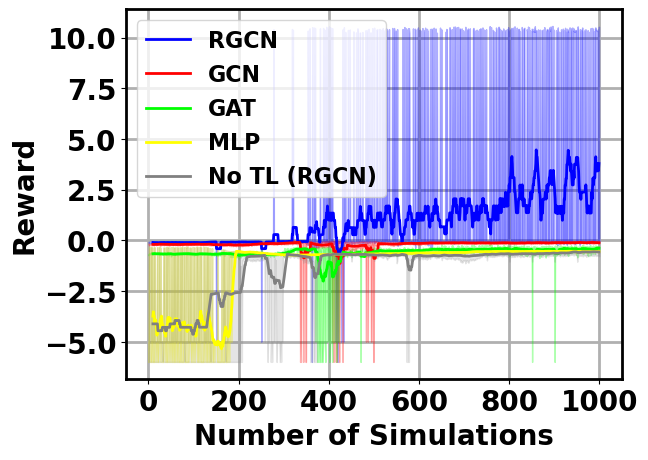 10.0
7.5
5.0
2.5
0.0
−2.5
−5.0
Reward
RGCN
GCN
GAT
MLP
No TL (RGCN)
0 200 400 600 800 1000
Number of Simulations